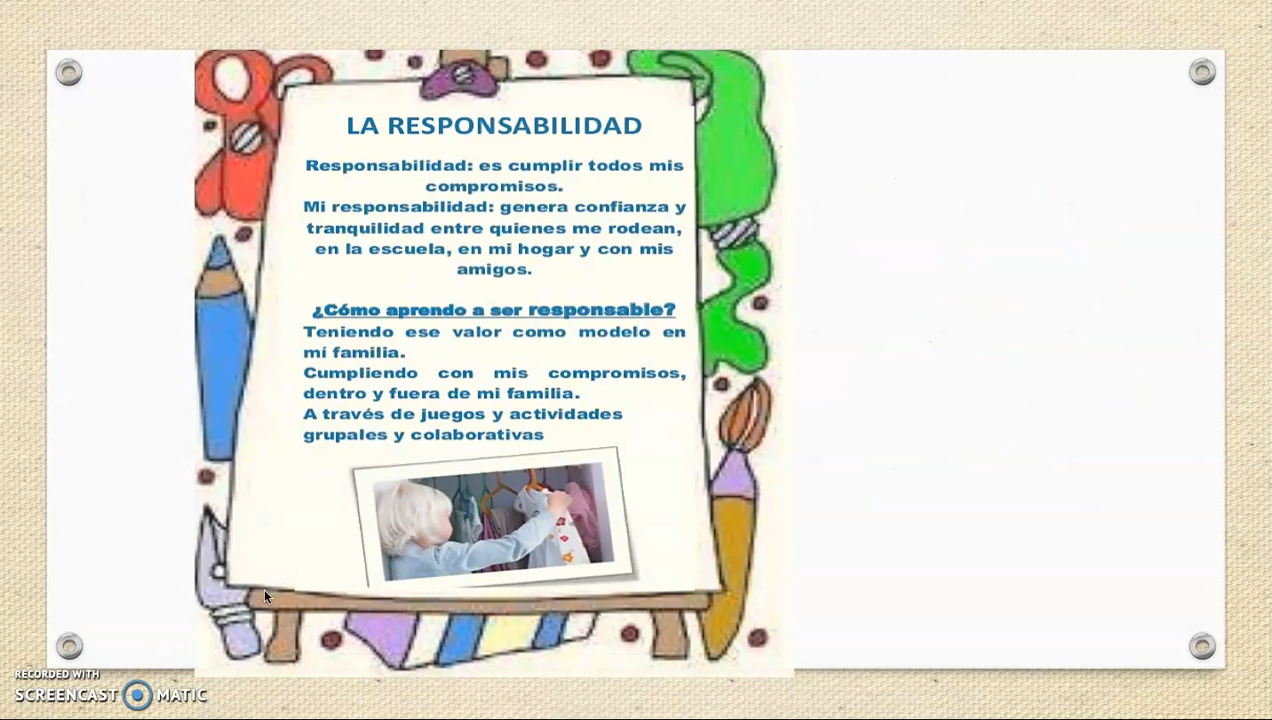 LA RESPONSABILIDAD
Responsabilidad: es cumplir todos mis
compromisos.
Mi responsabilidad: genera confianza y
tranquilidad entre quienes me rodean,
en la escuela, en mi hogar y con mis
amigos.
¿Cómo aprendo a ser responsable?
Teniendo ese valor como modelo en
mí familia.
Cumpliendo con mis compromisos,
dentro y fuera de mi familia.
A través de juegos y actividades
grupales y colaborativas
RECORDED WITH
SCREENCAST MATIC